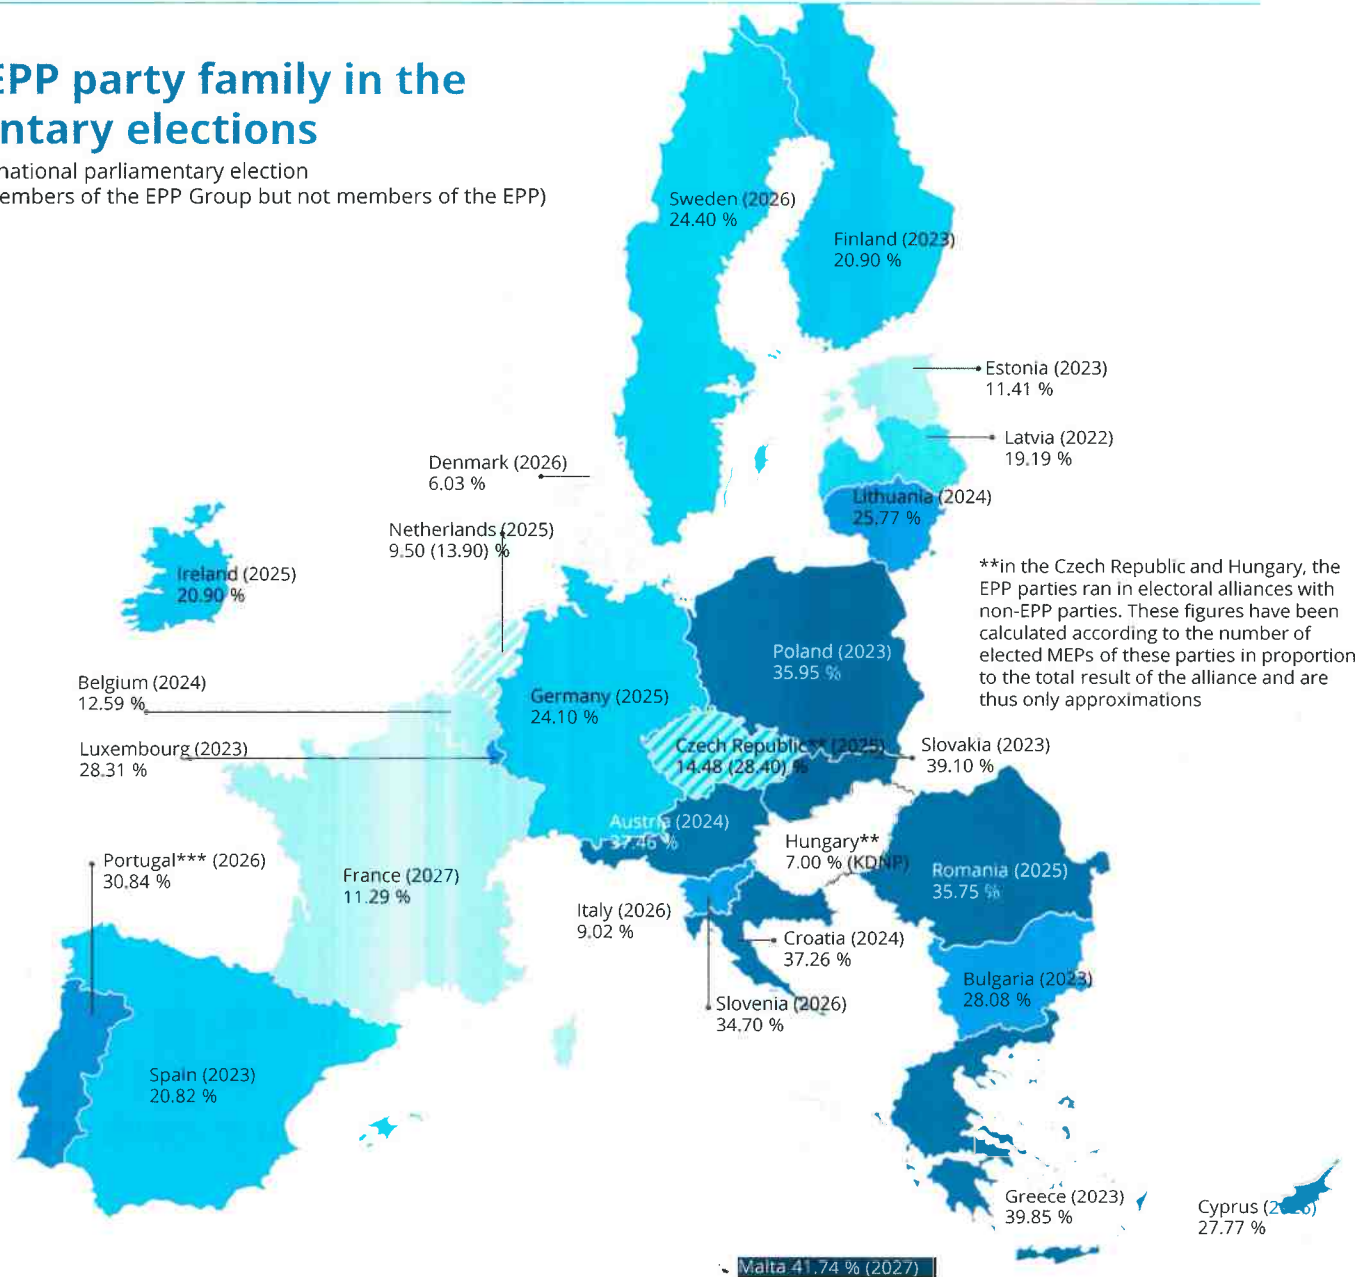 EPP party family in the
ntary elections
national parliamentary election
embers of the EPP Group but not members of the EPP)
Sweden (2026)
24.40 %
Finland (2023)
20.90 %
Estonia (2023)
11.41 %
Latvia (2022)
19.19 %
Denmark (2026)
6.03 %
Lithuania (2024)
25.77 %
Netherlands (2025)
9.50 (13.90) %
Ireland (2025)
20.90 %
**in the Czech Republic and Hungary, the
EPP parties ran in electoral alliances with
non-EPP parties. These figures have been
calculated according to the number of
elected MEPs of these parties in proportion
to the total result of the alliance and are
thus only approximations
Poland (2023)
35.95 %
Belgium (2024)
12.59 %
Germany (2025)
24.10 %
Luxembourg (2023)
28.31 %
Czech Republic** (2025)
14.48 (28.40) %
Slovakia (2023)
39.10 %
Austria (2024)
37.46 %
Hungary**
7.00 % (KDNP)
Portugal*** (2026)
30.84 %
France (2027)
11.29 %
Romania (2025)
35.75 %
Italy (2026)
9.02 %
Croatia (2024)
37.26 %
Bulgaria (2023)
28.08 %
Slovenia (2026)
34.70 %
Spain (2023)
20.82 %
Greece (2023)
39.85 %
Cyprus
27.77 %
Malta 41.74 % (2027)